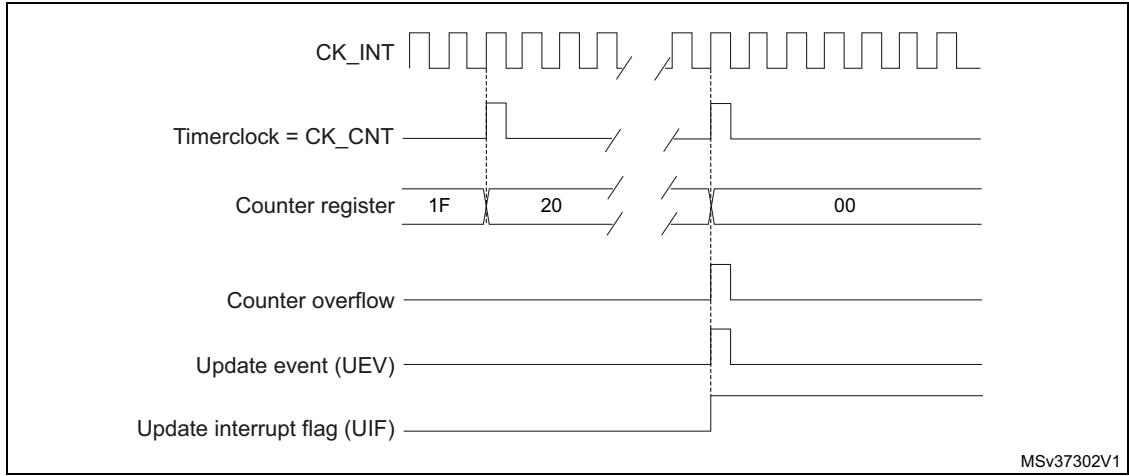 CK_INT
Timerclock = CK_CNT
Counter register 1F 20 00
Counter overflow
Update event (UEV)
Update interrupt flag (UIF)
MSv37302V1